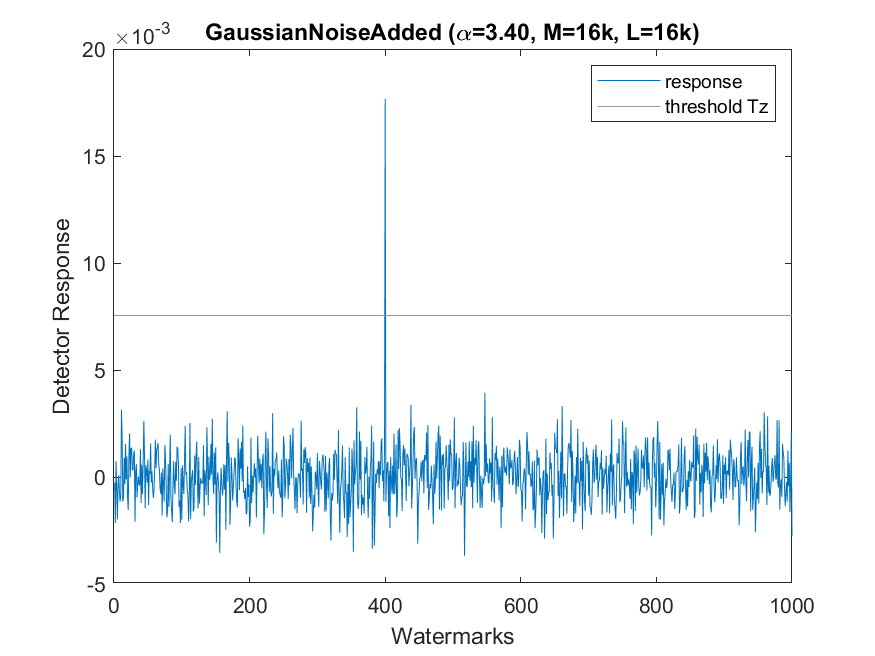 GaussianNoiseAdded (α=3.40, M=16k, L=16k)
×10-3
20
15
10
5
0
-5
0 200 400 600 800 1000
Detector Response
Watermarks
response
threshold Tz